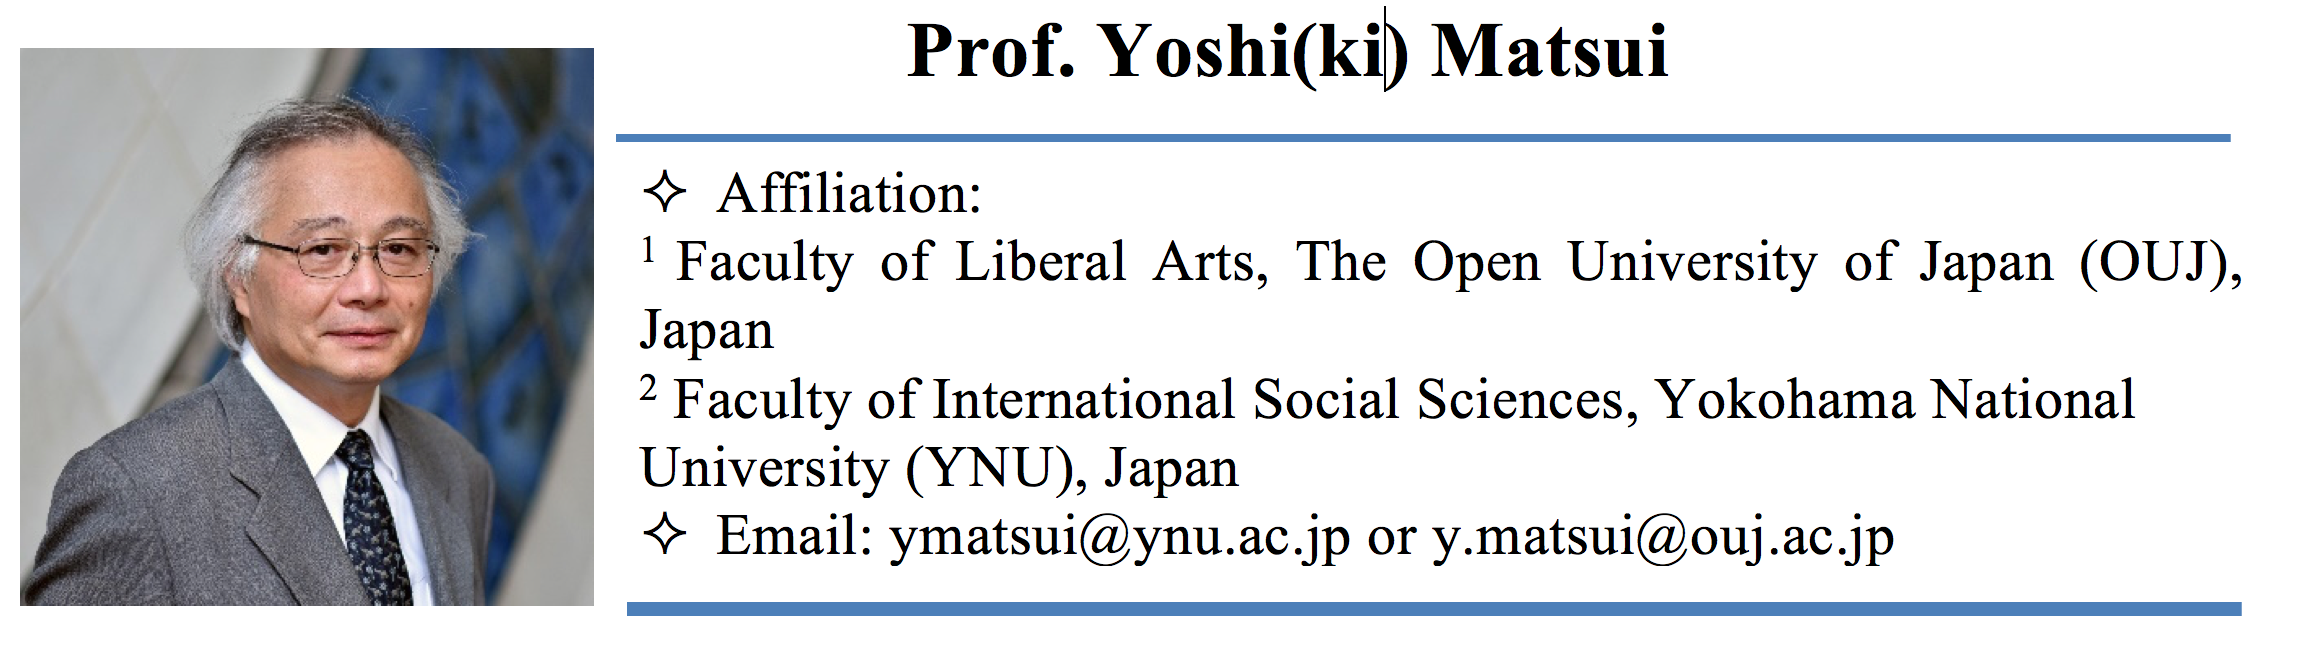 Prof. Yoshi(ki) Matsui
✧ Affiliation:
¹ Faculty of Liberal Arts, The Open University of Japan (OUJ),
Japan
² Faculty of International Social Sciences, Yokohama National
University (YNU), Japan
✧ Email: ymatsui@ynu.ac.jp or y.matsui@ouj.ac.jp